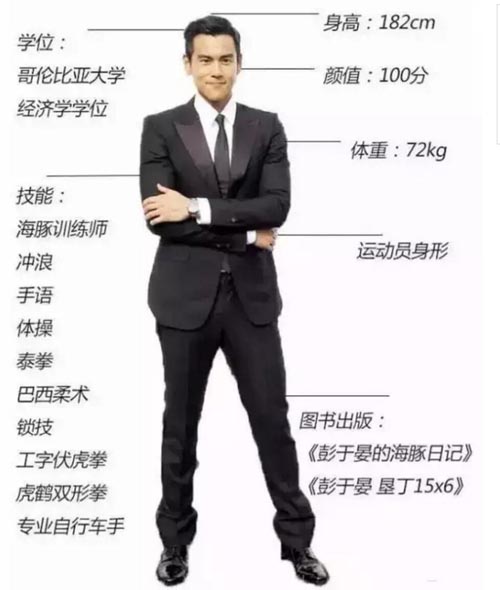 身高：182cm
学位：
哥伦比亚大学
经济学学位
颜值：100分
体重：72kg
技能：
海豚训练师
冲浪
手语
体操
泰拳
巴西柔术
锁技
工字伏虎拳
虎鹤双形拳
专业自行车手
运动员身形
图书出版：
《彭于晏的海豚日记》
《彭于晏 垦丁15x6》